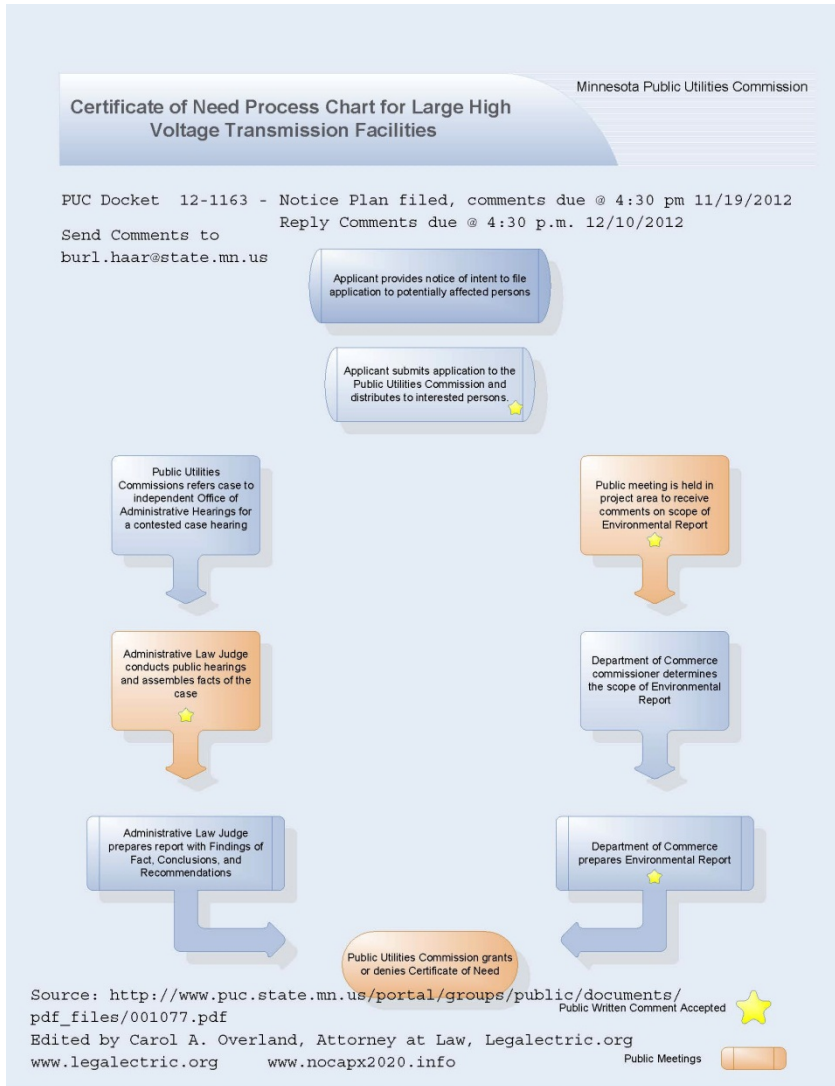 Minnesota Public Utilities Commission
Certificate of Need Process Chart for Large High
Voltage Transmission Facilities
PUC Docket 12-1163 - Notice Plan filed, comments due @ 4:30 pm 11/19/2012
Reply Comments due @ 4:30 p.m. 12/10/2012
Send Comments to
burl.haar@state.mn.us
Applicant provides notice of intent to file
application to potentially affected persons
Applicant submits application to the
Public Utilities Commission and
distributes to interested persons.
Public Utilities
Commissions refers case to
independent Office of
Administrative Hearings for
a contested case hearing
Public meeting is held in
project area to receive
comments on scope of
Environmental Report
Administrative Law Judge
conducts public hearings
and assembles facts of the
case
Department of Commerce
commissioner determines
the scope of Environmental
Report
Administrative Law Judge
prepares report with Findings of
Fact, Conclusions, and
Recommendations
Department of Commerce
prepares Environmental Report
Public Utilities Commission grants
or denies Certificate of Need
Source: http://www.puc.state.mn.us/portal/groups/public/documents/
pdf_files/001077.pdf
Public Written Comment Accepted
Edited by Carol A. Overland, Attorney at Law, Legalectric.org
www.legalectric.org www.nocapx2020.info
Public Meetings